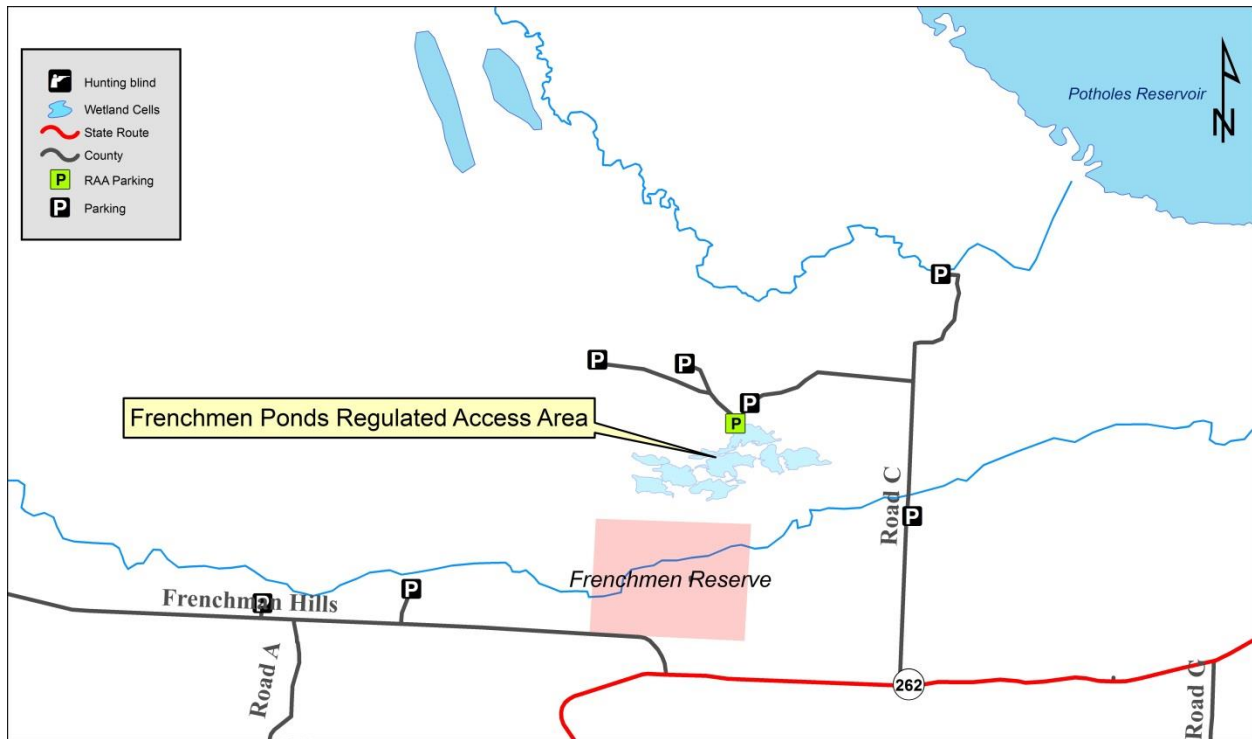 Hunting blind
Wetland Cells
State Route
County
P RAA Parking
P Parking
Potholes Reservoir
N
P
P
P
P
P
Frenchmen Ponds Regulated Access Area
Road C
P
Frenchmen Reserve
P
P
Frenchman Hills
Road A
262
Road G